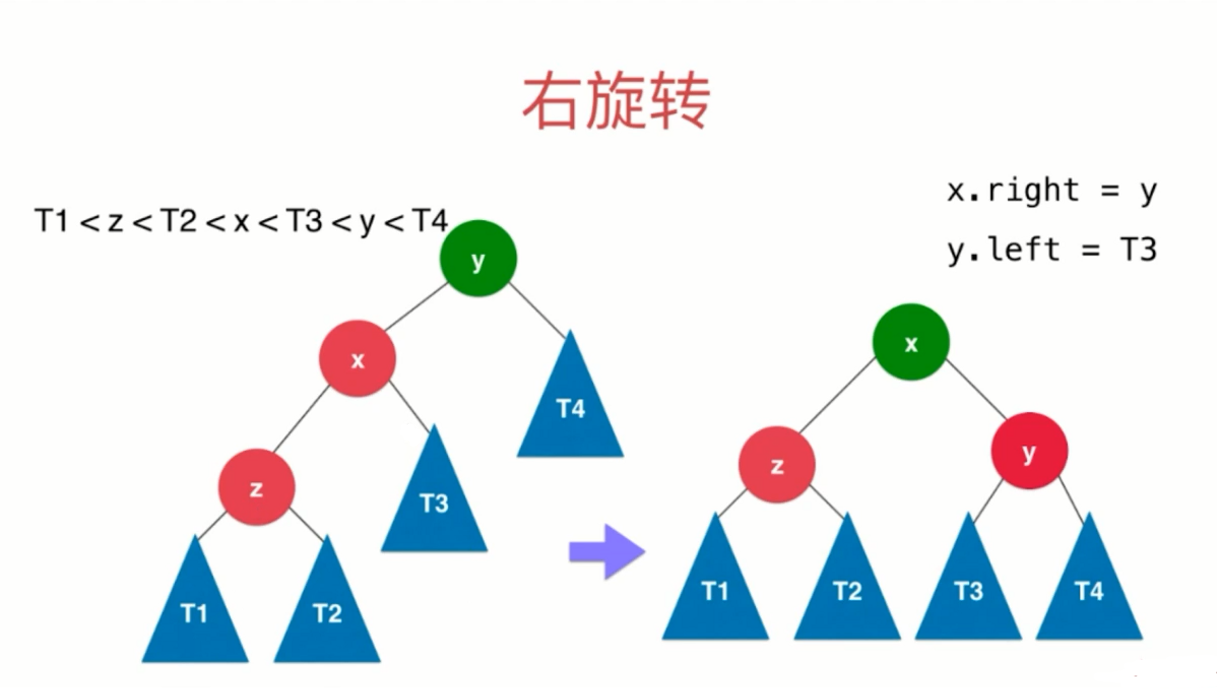 右旋转
T1 < z < T2 < x < T3 < y < T4
x.right = y
y.left = T3
y
x
T4
z
T3
T1
T2
x
z
y
T1
T2
T3
T4